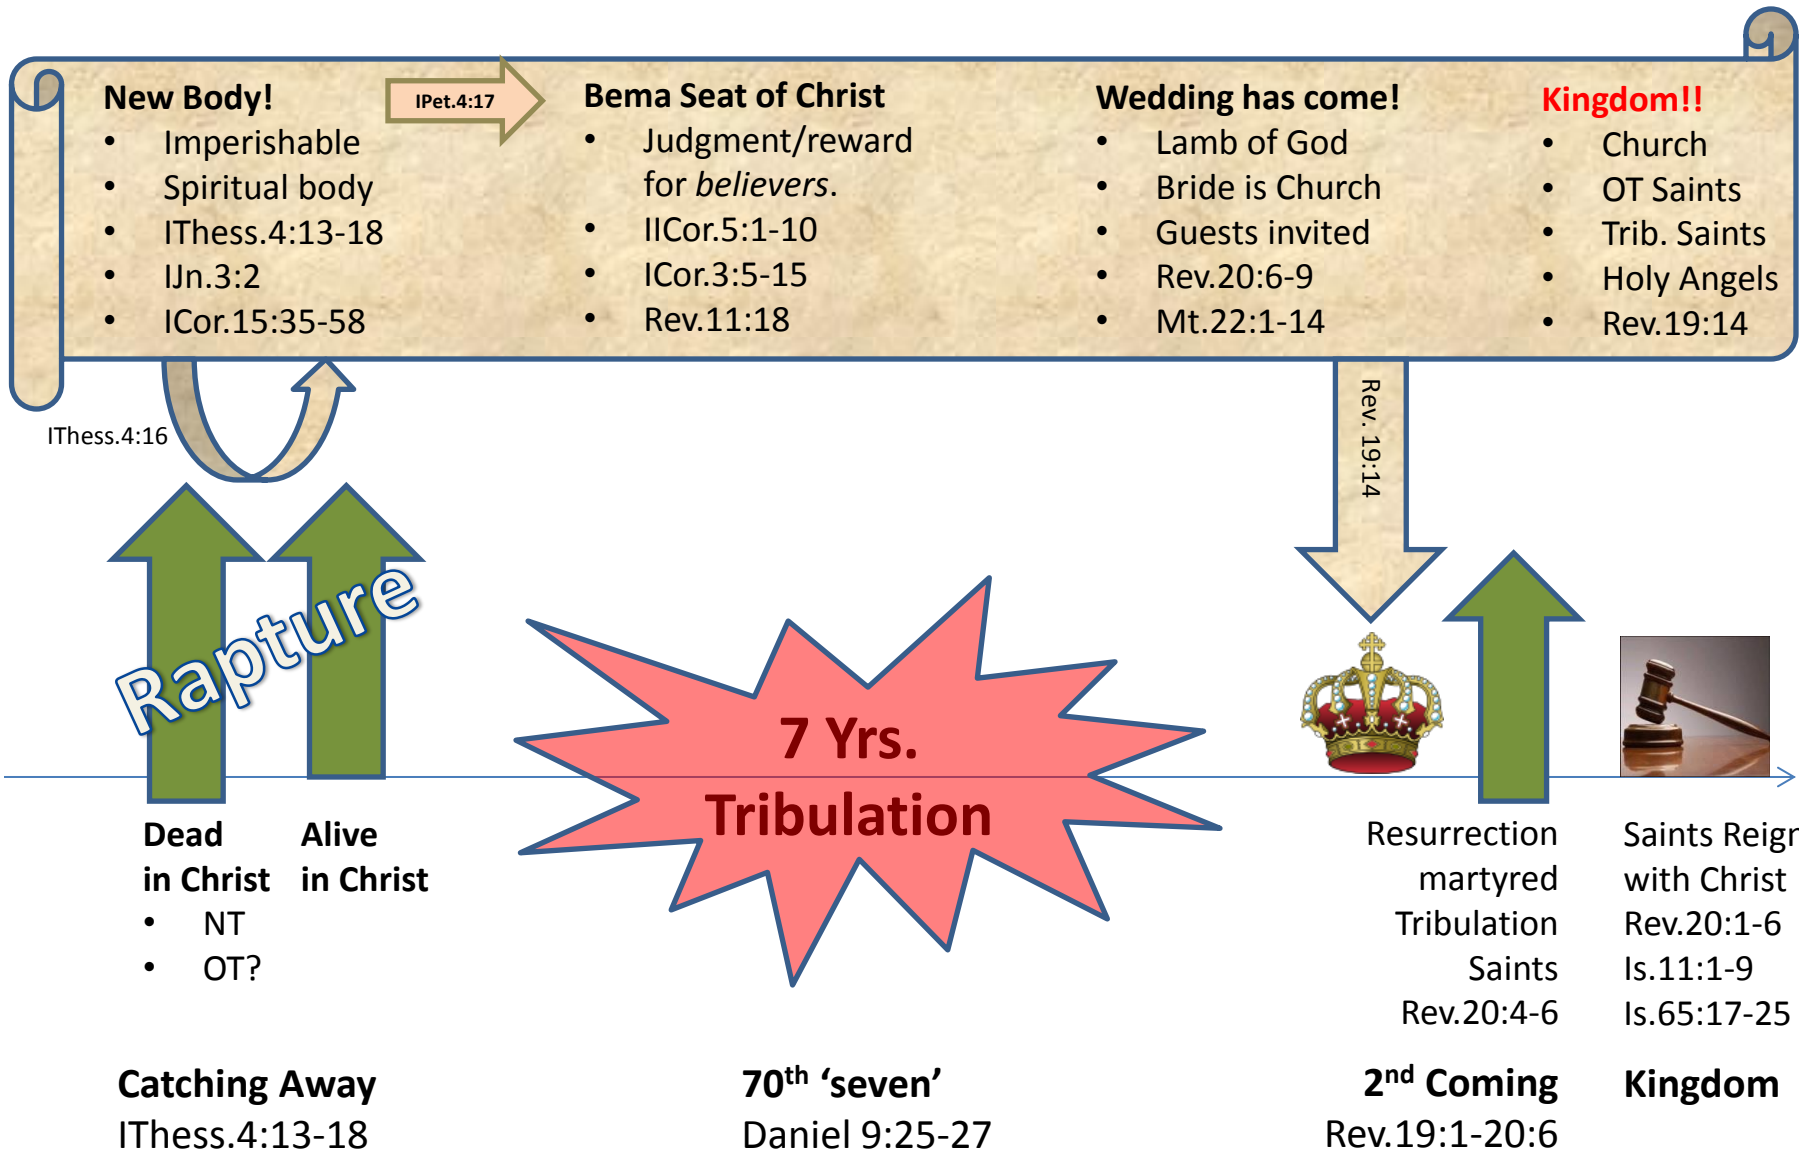 New Body!
• Imperishable
• Spiritual body
• IThess.4:13-18
• IJn.3:2
• ICor.15:35-58
IPet.4:17
Bema Seat of Christ
• Judgment/reward
for believers.
• IICor.5:1-10
• ICor.3:5-15
• Rev.11:18
Wedding has come!
• Lamb of God
• Bride is Church
• Guests invited
• Rev.20:6-9
• Mt.22:1-14
Kingdom!!
• Church
• OT Saints
• Trib. Saints
• Holy Angels
• Rev.19:14
IThess.4:16
Rev. 19:14
Rapture
7 Yrs.
Tribulation
Dead
in Christ
• NT
• OT?
Alive
in Christ
Resurrection
martyred
Tribulation
Saints
Rev.20:4-6
Saints Reign
with Christ
Rev.20:1-6
Is.11:1-9
Is.65:17-25
Catching Away
IThess.4:13-18
70th ‘seven’
Daniel 9:25-27
2nd Coming
Rev.19:1-20:6
Kingdom